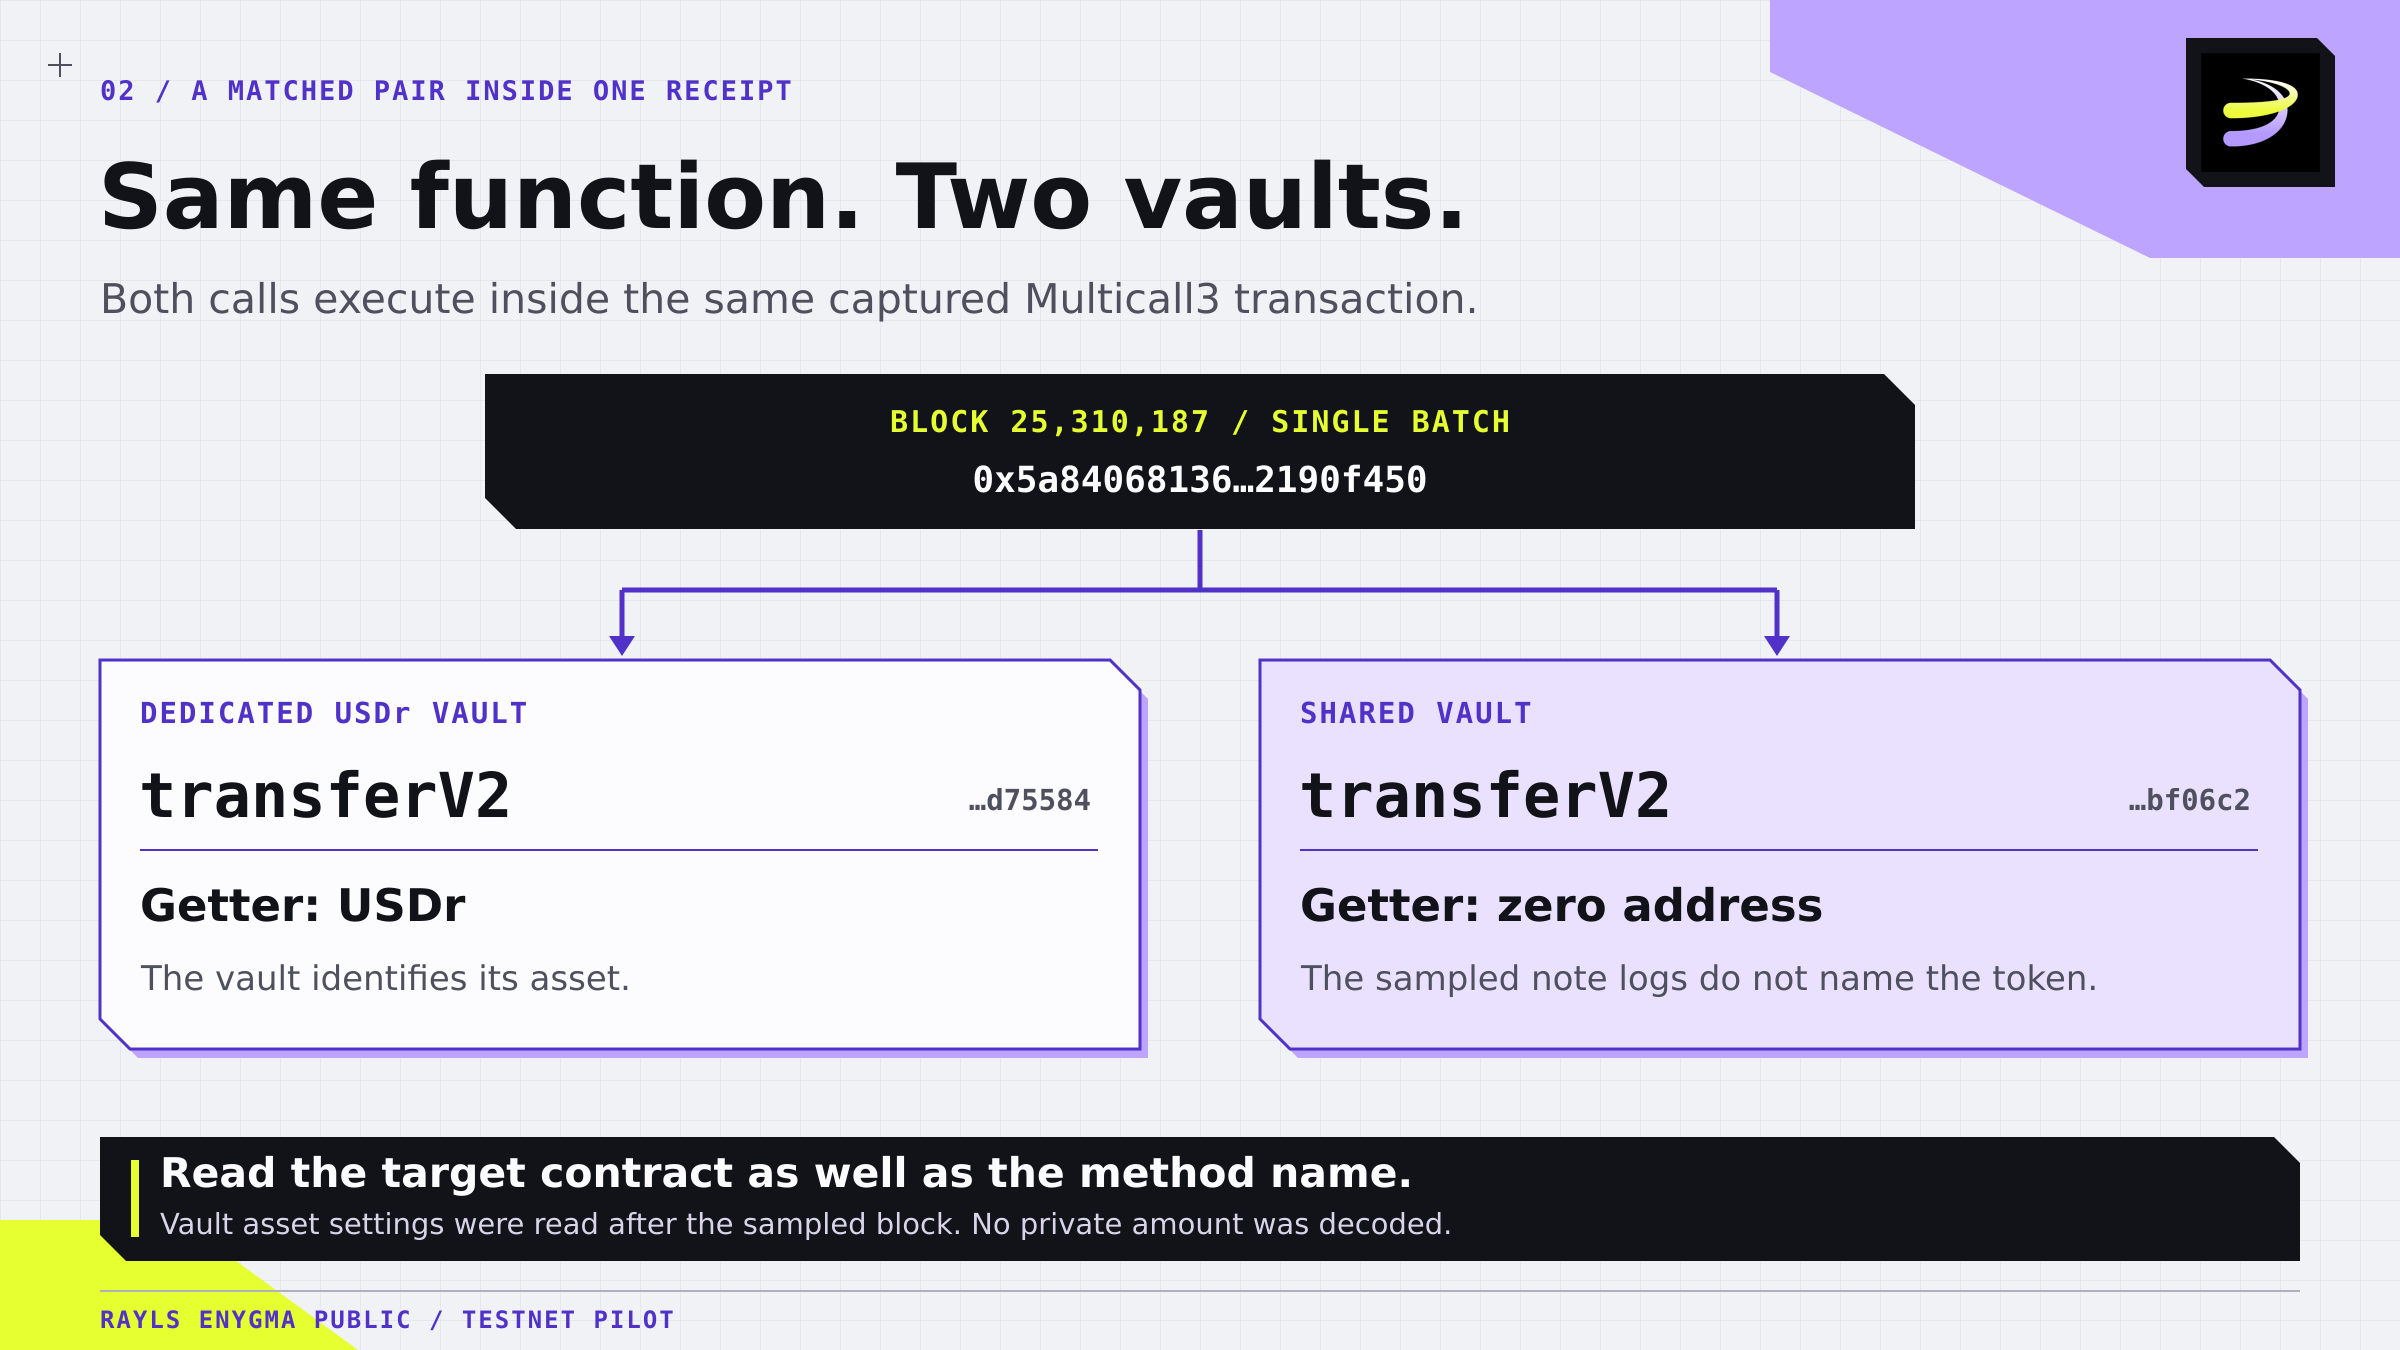 02 / A MATCHED PAIR INSIDE ONE RECEIPT
Same function. Two vaults.
Both calls execute inside the same captured Multicall3 transaction.
BLOCK 25,310,187 / SINGLE BATCH
0x5a84068136…2190f450
DEDICATED USDr VAULT
transferV2
…d75584
Getter: USDr
The vault identifies its asset.
SHARED VAULT
transferV2
…bf06c2
Getter: zero address
The sampled note logs do not name the token.
Read the target contract as well as the method name.
Vault asset settings were read after the sampled block. No private amount was decoded.
RAYLS ENYGMA PUBLIC / TESTNET PILOT